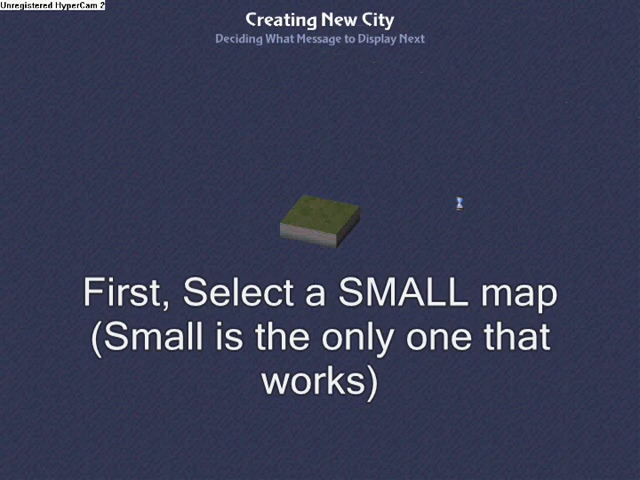 Unregistered HyperCam 2
Creating New City
Deciding What Message to Display Next
First, Select a SMALL map
(Small is the only one that
works)